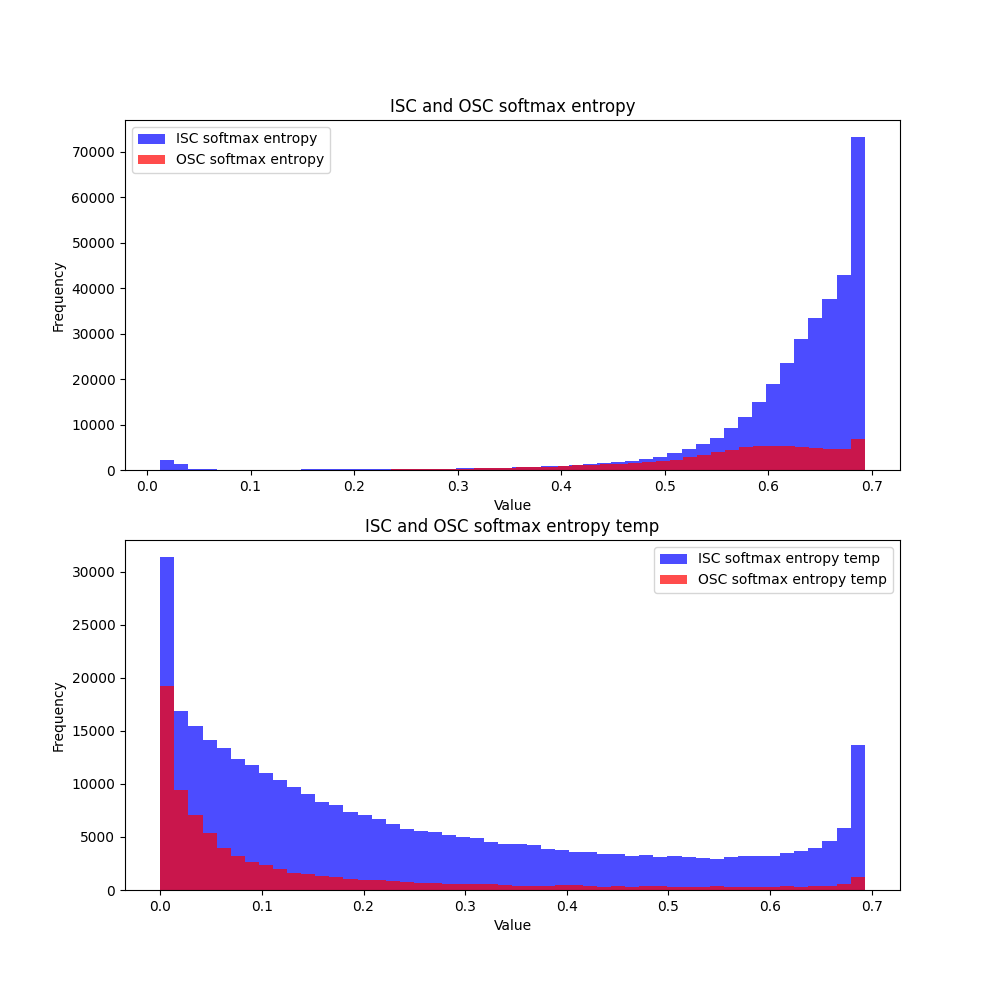 ISC and OSC softmax entropy
ISC softmax entropy
OSC softmax entropy
Frequency
70000
60000
50000
40000
30000
20000
10000
0
0.0 0.1 0.2 0.3 0.4 0.5 0.6 0.7
Value
ISC and OSC softmax entropy temp
ISC softmax entropy temp
OSC softmax entropy temp
Frequency
30000
25000
20000
15000
10000
5000
0
0.0 0.1 0.2 0.3 0.4 0.5 0.6 0.7
Value